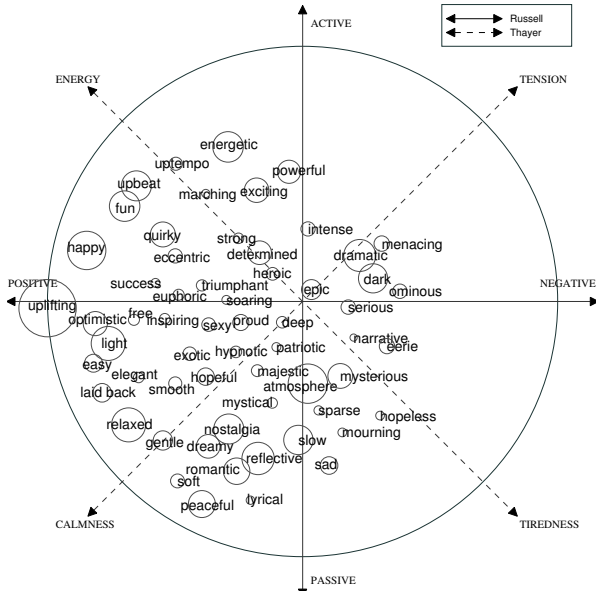 Russell
Thayer
ACTIVE
ENERGY
TENSION
energetic
uptempo
powerful
upbeat
marching exciting
fun
intense
quirky
strong
menacing
happy
determined
dramatic
eccentric
heroic
dark
POSITIVE
NEGATIVE
success
triumphant
epic
ominous
euphoric
soaring
uplifting
serious
optimistic
free
inspiring
sexy
proud
deep
light
narrative
eerie
exotic
hypnotic
patriotic
easy
elegant
hopeful
majestic
mysterious
laid back
smooth
atmosphere
mystical
sparse
hopeless
relaxed
gentle
nostalgia
slow
mourning
dreamy
reflective
romantic
sad
soft
peaceful
lyrical
CALMNESS
TIREDNESS
PASSIVE